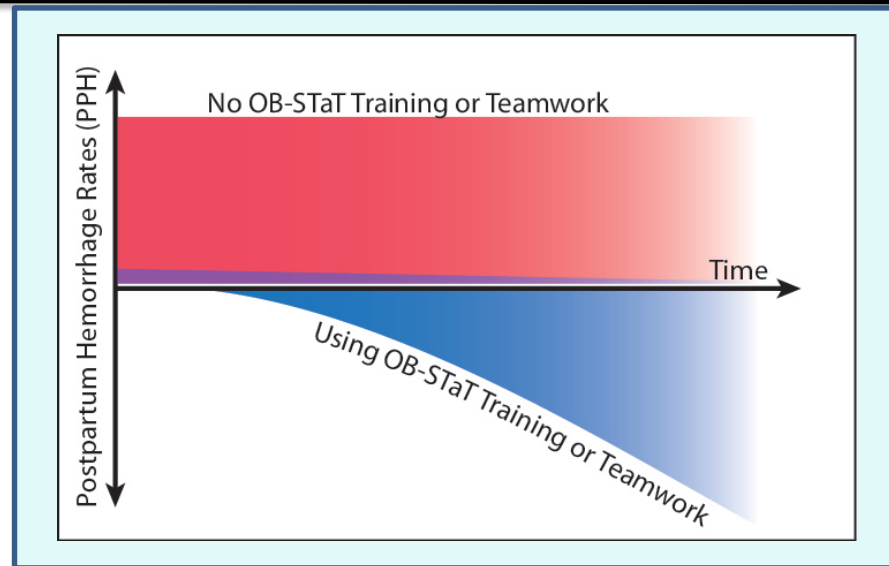 Postpartum Hemorrhage Rates (PPH)
No OB-STaT Training or Teamwork
Time
Using OB-STaT Training or Teamwork